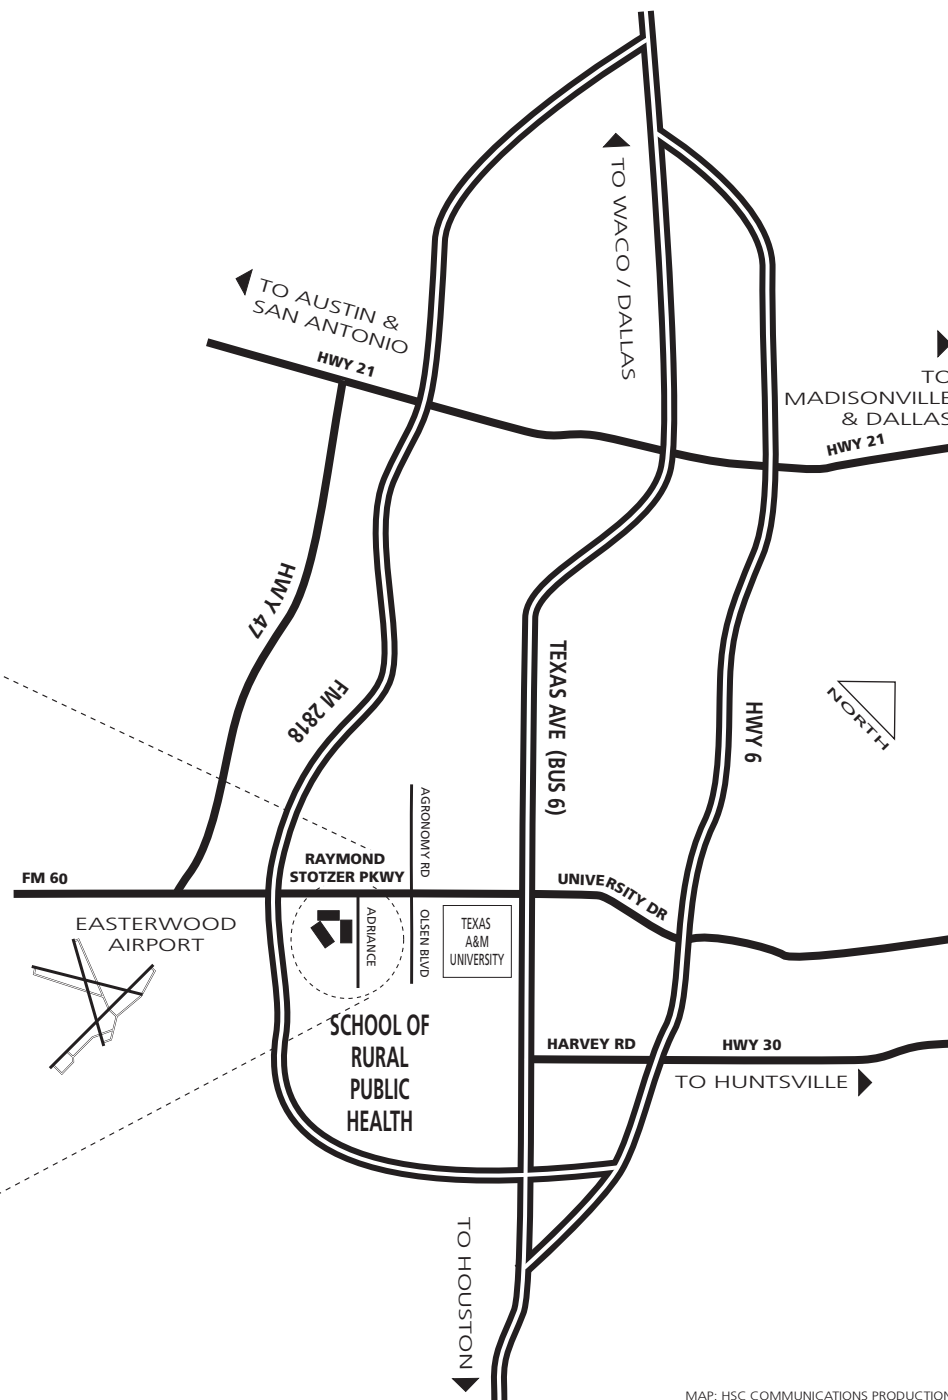 TO WACO / DALLAS
TO AUSTIN &
SAN ANTONIO
HWY 21
TO
MADISONVILLE
& DALLAS
HWY 21
HWY 47
FM 2818
TEXAS AVE (BUS 6)
HWY 6
NORTH
AGRONOMY RD
RAYMOND
STOTZER PKWY
FM 60
UNIVERSITY DR
EASTERWOOD
AIRPORT
ADRIANCE
OLSEN BLVD
TEXAS
A&M
UNIVERSITY
SCHOOL OF
RURAL
PUBLIC
HEALTH
HARVEY RD
HWY 30
TO HUNTSVILLE
TO HOUSTON
MAP: HSC COMMUNICATIONS PRODUCTION